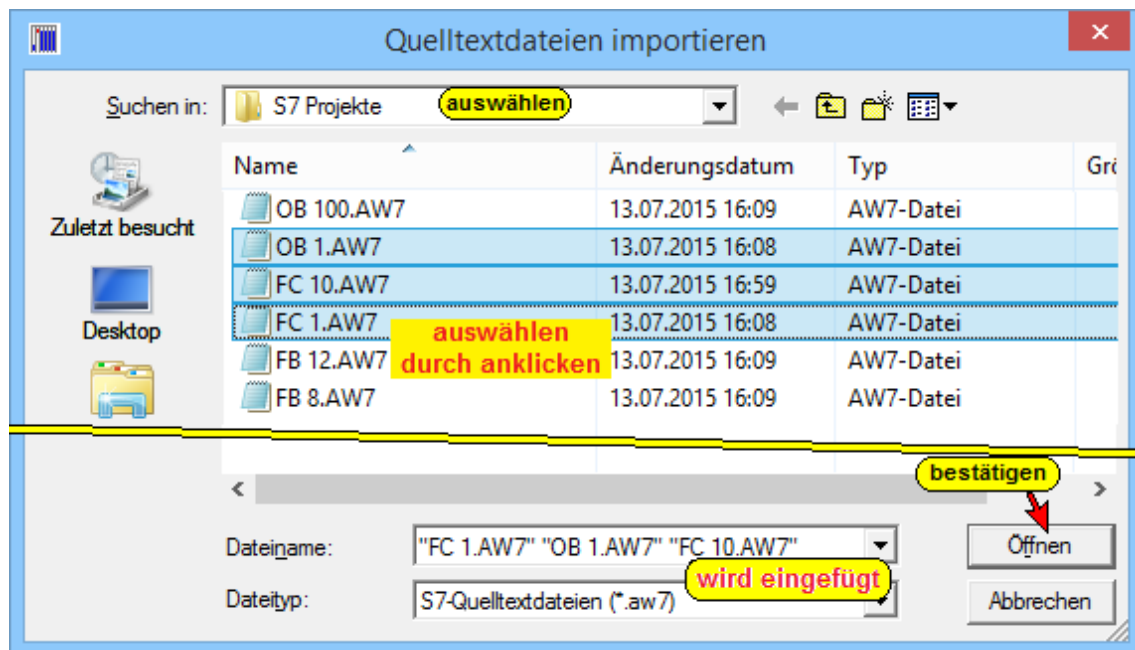 Quelltextdateien importieren
Suchen in: S7 Projekte auswählen
Name Änderungsdatum Typ Grö
OB 100.AW7 13.07.2015 16:09 AW7-Datei
Zuletzt besucht
OB 1.AW7 13.07.2015 16:08 AW7-Datei
FC 10.AW7 13.07.2015 16:59 AW7-Datei
Desktop
FC 1.AW7 13.07.2015 16:08 AW7-Datei
auswählen
durch anklicken
FB 12.AW7 13.07.2015 16:09 AW7-Datei
FB 8.AW7 13.07.2015 16:09 AW7-Datei
bestätigen
Dateiname: "FC 1.AW7" "OB 1.AW7" "FC 10.AW7" Öffnen
wird eingefügt
Dateityp: S7-Quelltextdateien (*.aw7) Abbrechen